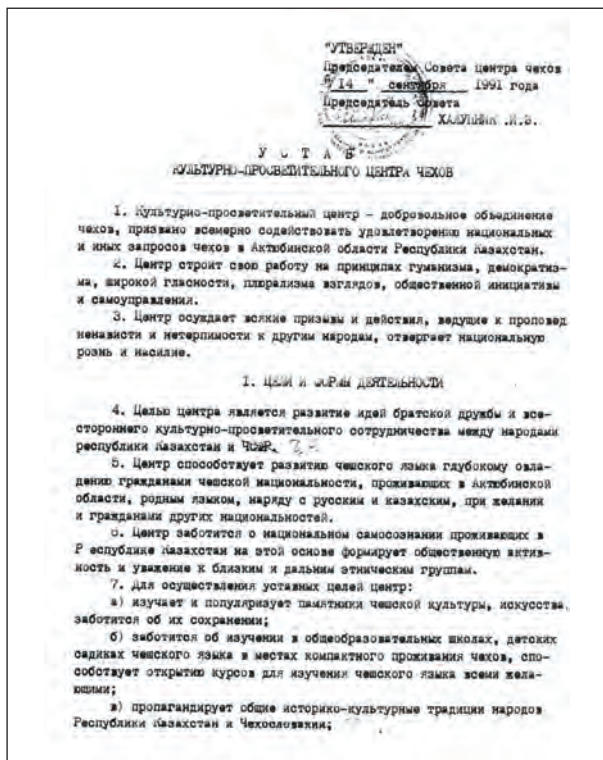 "УТВЕРЖДЕН"
Председателем Совета центра чехов
"14" сентября 1991 года
Председатель Совета
ХАЛУПНИК .И.З.
У С Т А В
КУЛЬТУРНО-ПРОСВЕТИТЕЛЬНОГО ЦЕНТРА ЧЕХОВ
1. Культурно-просветительный центр – добровольное объединение
чехов, призвано всемерно содействовать удовлетворению национальных
и иных запросов чехов в Актюбинской области Республики Казахстан.
2. Центр строит свою работу на принципах гуманизма, демократиз-
ма, широкой гласности, плюрализма взглядов, общественной инициативы
и самоуправления.
3. Центр осуждает всякие призывы и действия, ведущие к проповед
ненависти и нетерпимости к другим народам, отвергает национальную
рознь и насилие.
I. ЦЕЛИ И ФОРМЫ ДЕЯТЕЛЬНОСТИ
4. Целью центра является развитие идей братской дружбы и все-
стороннего культурно-просветительного сотрудничества между народами
республики Казахстан и ЧСФР.
5. Центр способствует развитию чешского языка глубокому овла-
дению гражданами чешской национальности, проживающих в Актюбинской
области, родным языком, наряду с русским и казахским, при желании
и гражданами других национальностей.
6. Центр заботится о национальном самосознании проживающих в
Р еспублике Казахстан на этой основе формирует общественную актив-
ность и уважение к близким и дальним этническим группам.
7. Для осуществления уставных целей центр:
а) изучает и популяризует памятники чешской культуры, искусства,
заботится об их сохранении;
б) заботится об изучении в общеобразовательных школах, детских
садиках чешского языка в местах компактного проживания чехов, спо-
собствует открытию курсов для изучения чешского языка всеми жела-
ющими;
в) пропагандирует общие историко-культурные традиции народов
Республики Казахстан и Чехословакии;